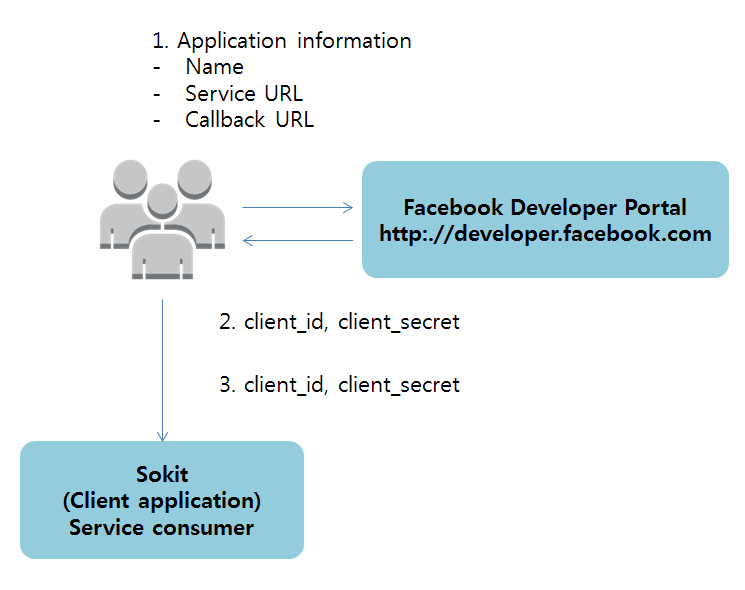 1. Application information
- Name
- Service URL
- Callback URL
Facebook Developer Portal
http:.//developer.facebook.com
2. client_id, client_secret
3. client_id, client_secret
Sokit
(Client application)
Service consumer